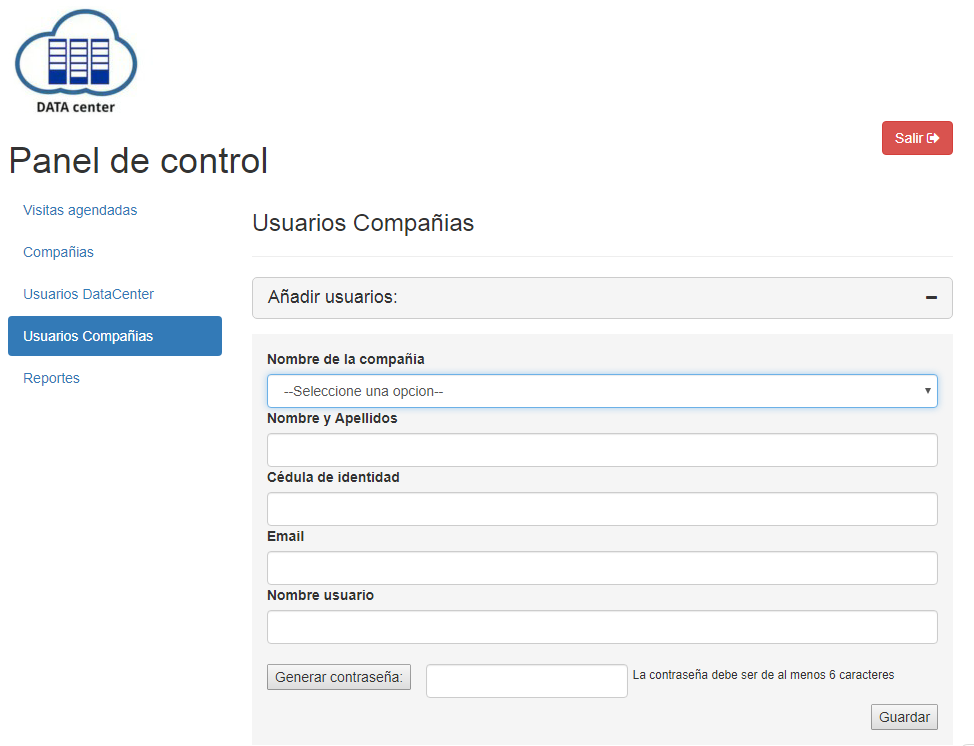 DATA center
Salir
Panel de control
Visitas agendadas
Compañias
Usuarios DataCenter
Usuarios Compañias
Reportes
Usuarios Compañias
Añadir usuarios:
Nombre de la compañia
--Seleccione una opcion--
Nombre y Apellidos
Cédula de identidad
Email
Nombre usuario
Generar contraseña:
La contraseña debe ser de al menos 6 caracteres
Guardar